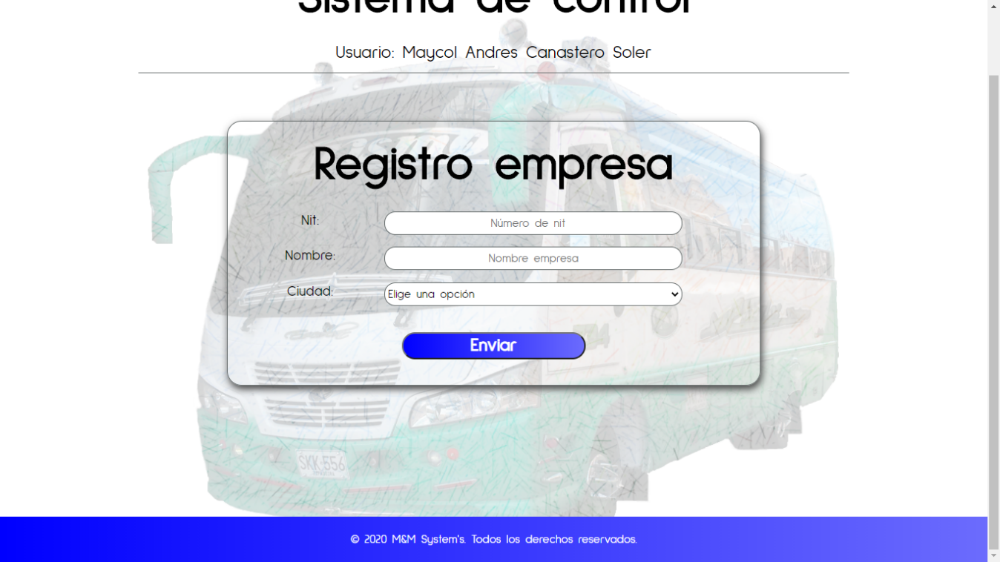 Sistema de control
Usuario: Maycol Andres Canastero Soler
Registro empresa
Nit:
Número de nit
Nombre:
Nombre empresa
Ciudad:
Elige una opción
Enviar
SKK:556
© 2020 M&M System's. Todos los derechos reservados.